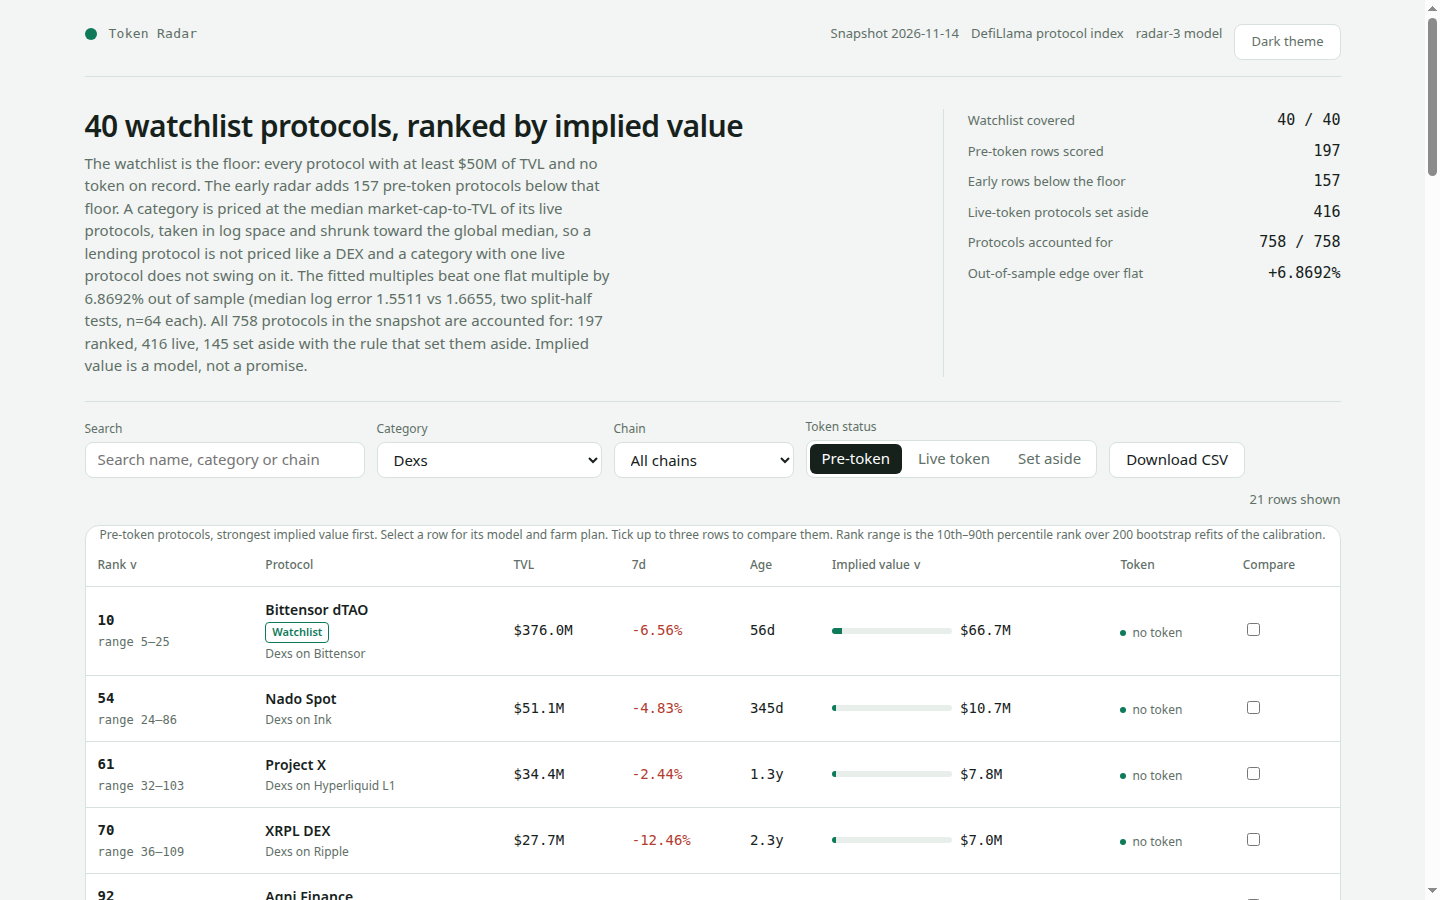 Token Radar
Snapshot 2026-11-14 DefiLlama protocol index radar-3 model Dark theme
40 watchlist protocols, ranked by implied value
The watchlist is the floor: every protocol with at least $50M of TVL and no
token on record. The early radar adds 157 pre-token protocols below that
floor. A category is priced at the median market-cap-to-TVL of its live
protocols, taken in log space and shrunk toward the global median, so a
lending protocol is not priced like a DEX and a category with one live
protocol does not swing on it. The fitted multiples beat one flat multiple by
6.8692% out of sample (median log error 1.5511 vs 1.6655, two split-half
tests, n=64 each). All 758 protocols in the snapshot are accounted for: 197
ranked, 416 live, 145 set aside with the rule that set them aside. Implied
value is a model, not a promise.
Watchlist covered 40 / 40
Pre-token rows scored 197
Early rows below the floor 157
Live-token protocols set aside 416
Protocols accounted for 758 / 758
Out-of-sample edge over flat +6.8692%
Search Category Chain Token status
Search name, category or chain Dexs All chains Pre-token Live token Set aside Download CSV
21 rows shown
Pre-token protocols, strongest implied value first. Select a row for its model and farm plan. Tick up to three rows to compare them. Rank range is the 10th–90th percentile rank over 200 bootstrap refits of the calibration.
Rank v Protocol TVL 7d Age Implied value v Token Compare
10 Bittensor dTAO $376.0M -6.56% 56d $66.7M no token
range 5–25 Watchlist
Dexs on Bittensor
54 Nado Spot $51.1M -4.83% 345d $10.7M no token
range 24–86 Dexs on Ink
61 Project X $34.4M -2.44% 1.3y $7.8M no token
range 32–103 Dexs on Hyperliquid L1
70 XRPL DEX $27.7M -12.46% 2.3y $7.0M no token
range 36–109 Dexs on Ripple
92 Agni Finance